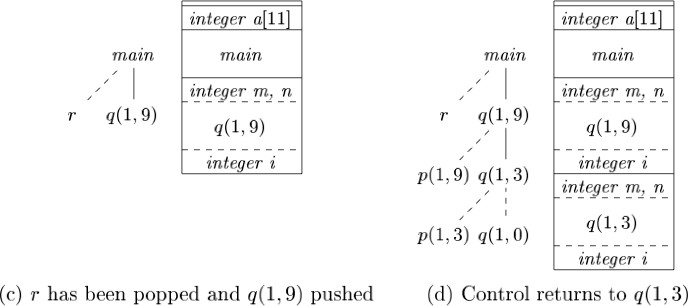 integer a[11]
main
main
integer m, n
r
q(1,9)
q(1,9)
integer i
(c) r has been popped and q(1,9) pushed
integer a[11]
main
main
integer m, n
r
q(1,9)
q(1,9)
integer i
p(1,9) q(1,3)
integer m, n
q(1,3)
p(1,3) q(1,0)
integer i
(d) Control returns to q(1,3)